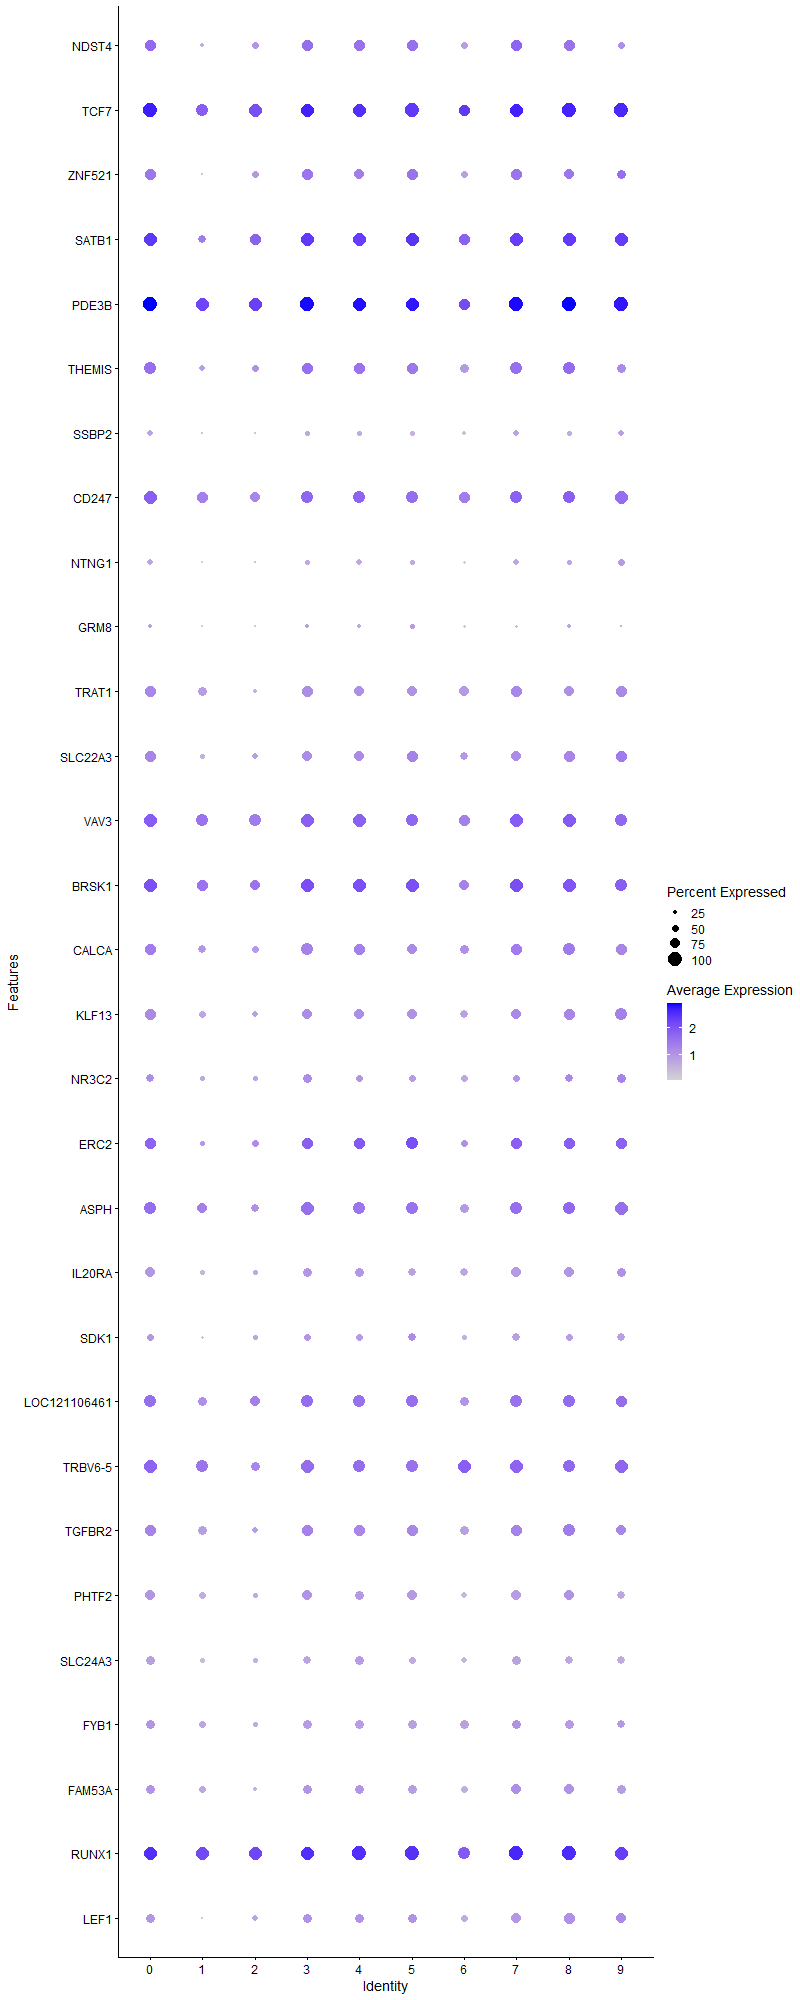 NDST4
TCF7
ZNF521
SATB1
PDE3B
THEMIS
SSBP2
CD247
NTNG1
GRM8
TRAT1
SLC22A3
VAV3
BRSK1
CALCA
KLF13
NR3C2
ERC2
ASPH
IL20RA
SDK1
LOC121106461
TRBV6-5
TGFBR2
PHTF2
SLC24A3
FYB1
FAM53A
RUNX1
LEF1
Features
0 1 2 3 4 5 6 7 8 9
Identity
Percent Expressed
25
50
75
100
Average Expression
2
1